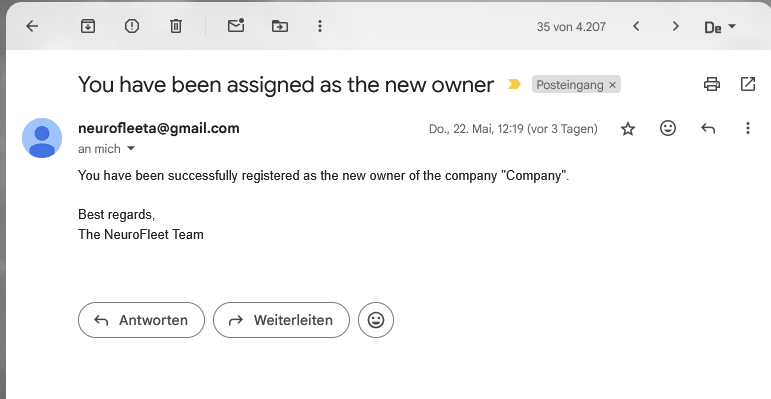 35 von 4.207
De
You have been assigned as the new owner
Posteingang ×
neurofleeta@gmail.com
Do., 22. Mai, 12:19 (vor 3 Tagen)
an mich
You have been successfully registered as the new owner of the company "Company".
Best regards,
The NeuroFleet Team
Antworten
Weiterleiten